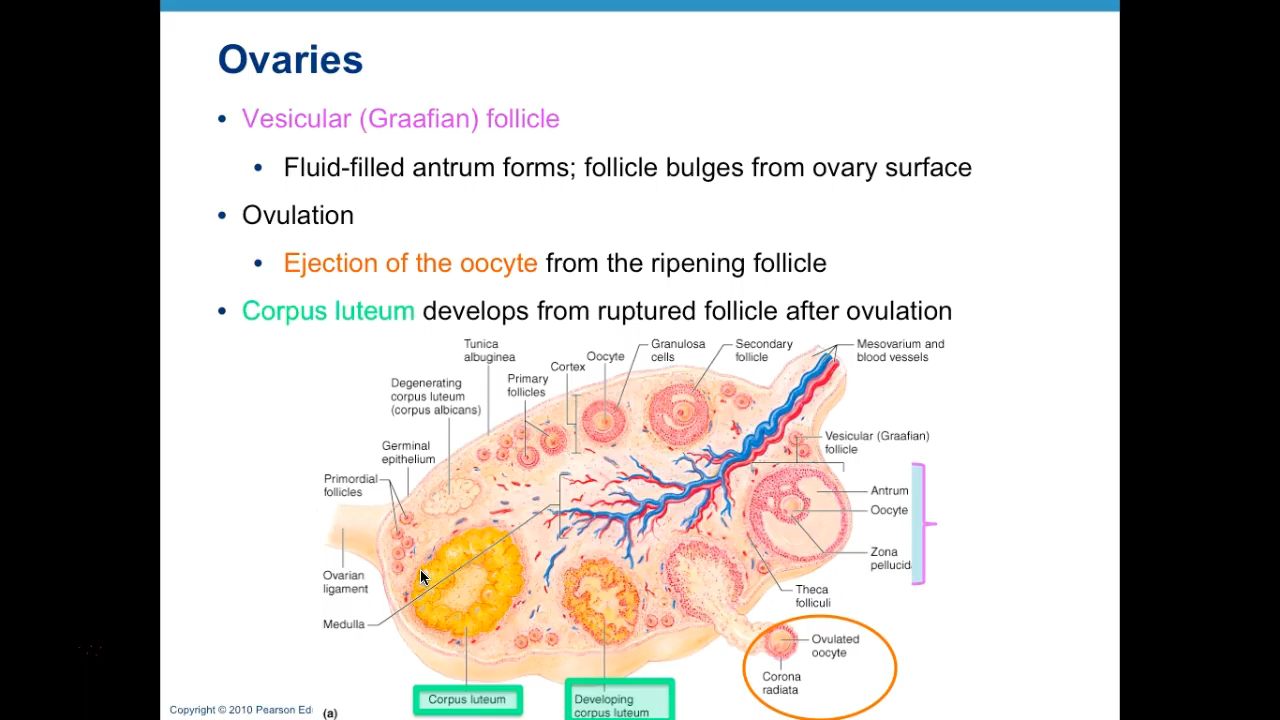 Ovaries
• Vesicular (Graafian) follicle
• Fluid-filled antrum forms; follicle bulges from ovary surface
• Ovulation
• Ejection of the oocyte from the ripening follicle
• Corpus luteum develops from ruptured follicle after ovulation
Tunica
albuginea
Oocyte
Granulosa
cells
Secondary
follicle
Mesovarium and
blood vessels
Cortex
Primary
follicles
Degenerating
corpus luteum
(corpus albicans)
Germinal
epithelium
Primordial
follicles
Vesicular (Graafian)
follicle
Antrum
Oocyte
Zona
pellucid
Theca
folliculi
Ovarian
ligament
Medulla
Ovulated
oocyte
Corona
radiata
Corpus luteum
Developing
corpus luteum
Copyright © 2010 Pearson Ed
(a)